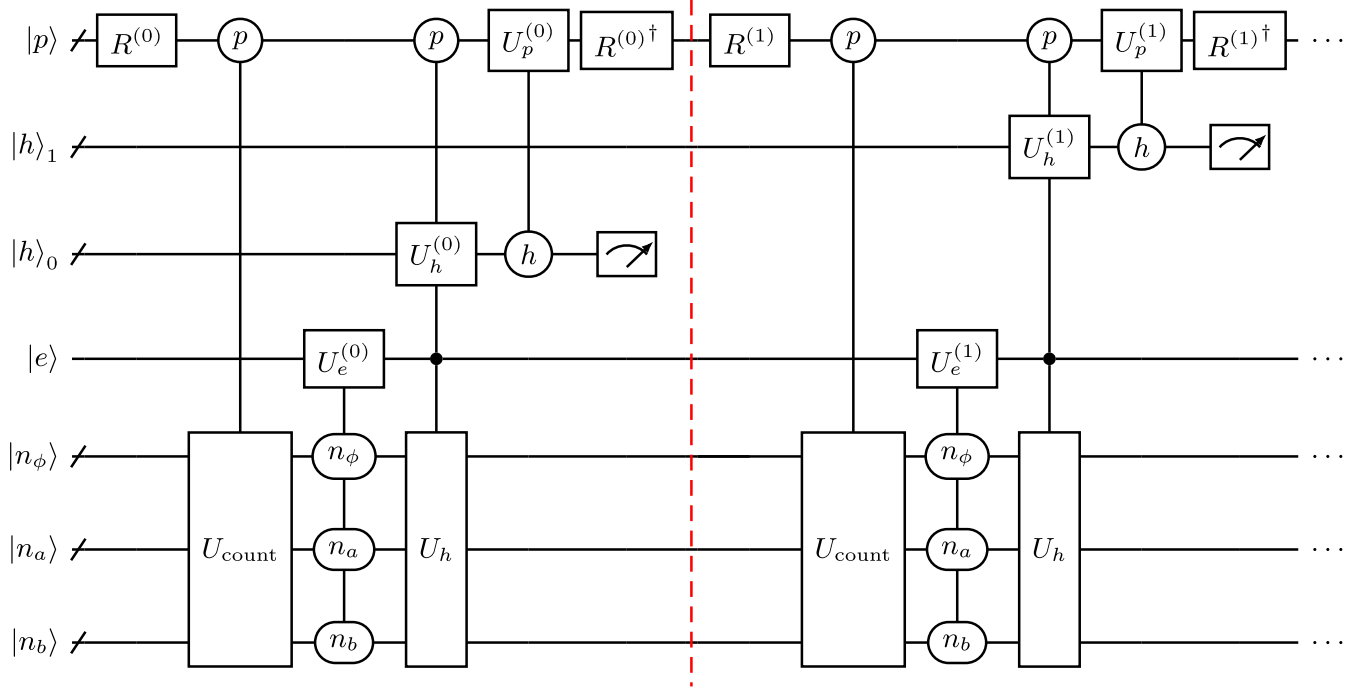 |p⟩ R^(0) p p U_p^(0) R^(0)† R^(1) p p U_p^(1) R^(1)† ···
|h⟩_1 U_h^(1) h
|h⟩_0 U_h^(0) h
|e⟩ U_e^(0) U_e^(1) ···
|n_ϕ⟩ n_ϕ n_ϕ ···
|n_a⟩ U_count n_a U_h U_count n_a U_h ···
|n_b⟩ n_b n_b ···